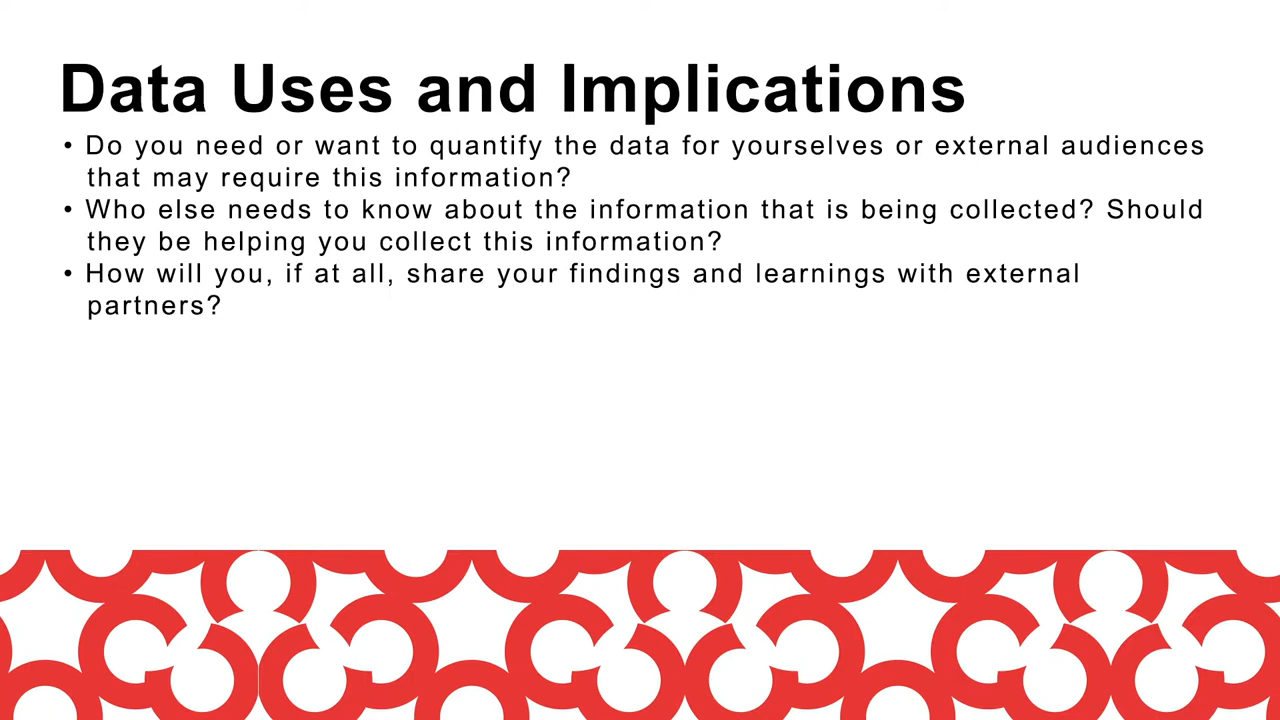 Data Uses and Implications
• Do you need or want to quantify the data for yourselves or external audiences
that may require this information?
• Who else needs to know about the information that is being collected? Should
they be helping you collect this information?
• How will you, if at all, share your findings and learnings with external
partners?